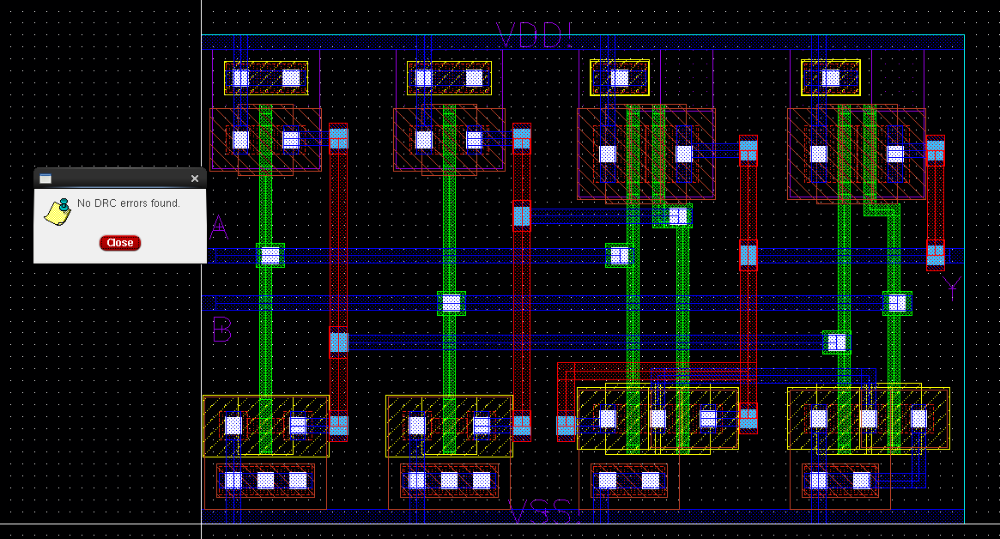 VDD!
No DRC errors found.
A
Close
Y
B
VSS!